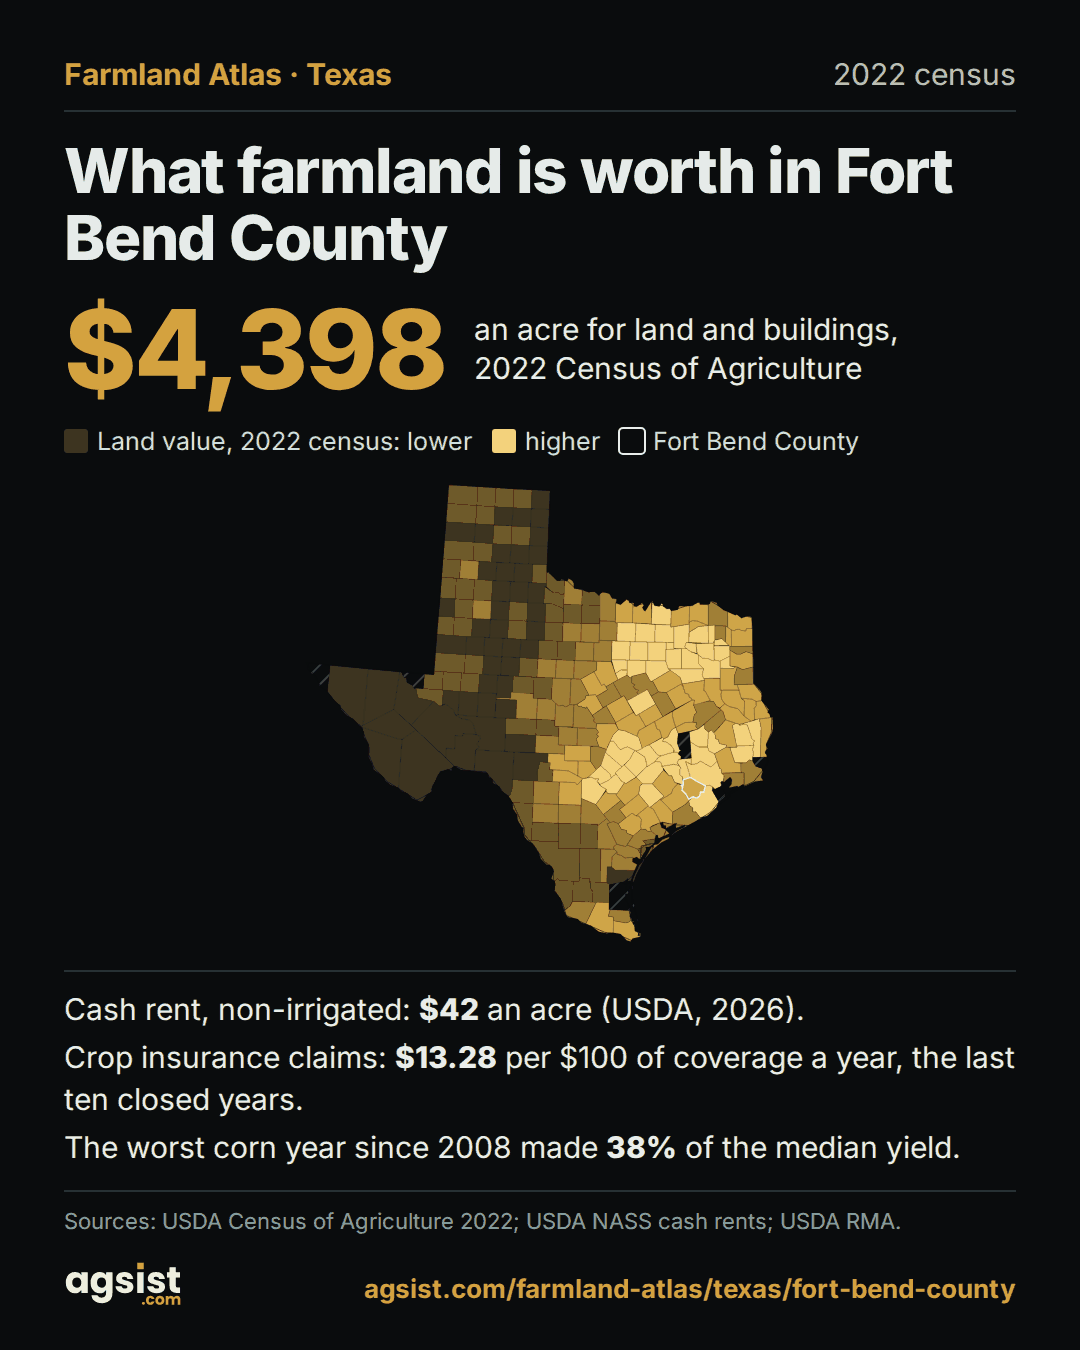 Farmland Atlas · Texas
2022 census
What farmland is worth in Fort
Bend County
$4,398
an acre for land and buildings,
2022 Census of Agriculture
Land value, 2022 census: lower
higher
Fort Bend County
Cash rent, non-irrigated: $42 an acre (USDA, 2026).
Crop insurance claims: $13.28 per $100 of coverage a year, the last
ten closed years.
The worst corn year since 2008 made 38% of the median yield.
Sources: USDA Census of Agriculture 2022; USDA NASS cash rents; USDA RMA.
agsist
.com
agsist.com/farmland-atlas/texas/fort-bend-county